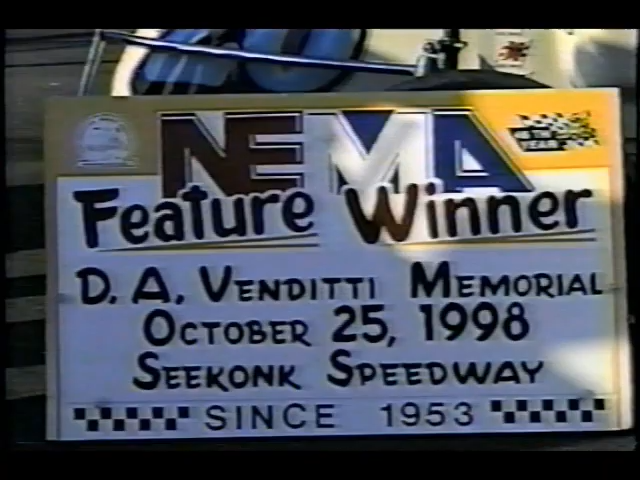 NEMA
Feature Winner
D. A. VENDITTI MEMORIAL
OCTOBER 25, 1998
SEEKONK SPEEDWAY
SINCE 1953